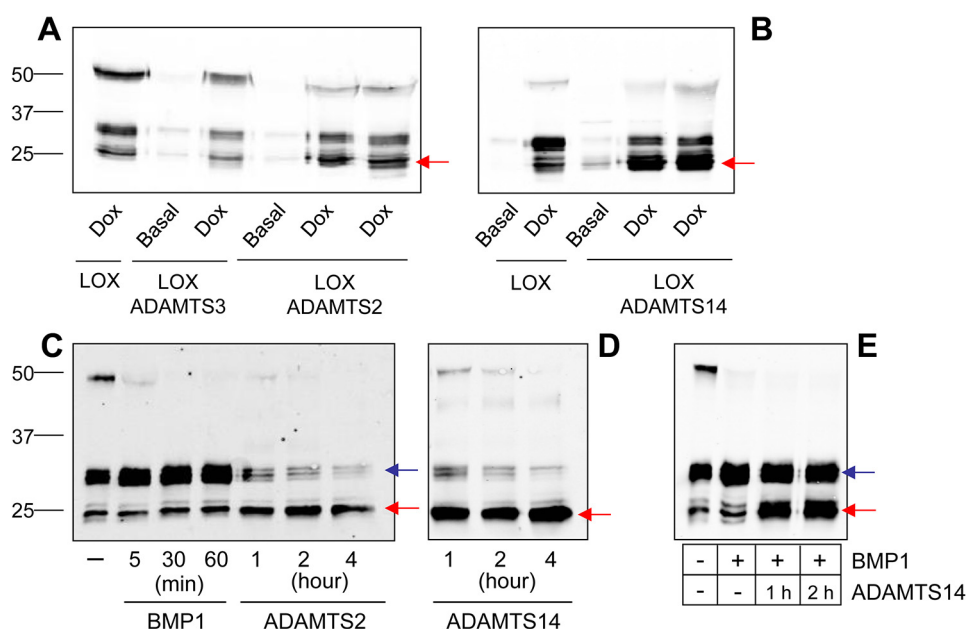 A
B
50
37
25
Dox Basal Dox Basal Dox Dox
Basal Dox Basal Dox Dox
LOX LOX LOX
ADAMTS3 ADAMTS2
LOX LOX
ADAMTS14
C
D
E
50
37
25
– 5 30 60 1 2 4
(min) (hour)
BMP1 ADAMTS2
1 2 4
(hour)
ADAMTS14
- + + + BMP1
- - 1 h 2 h ADAMTS14